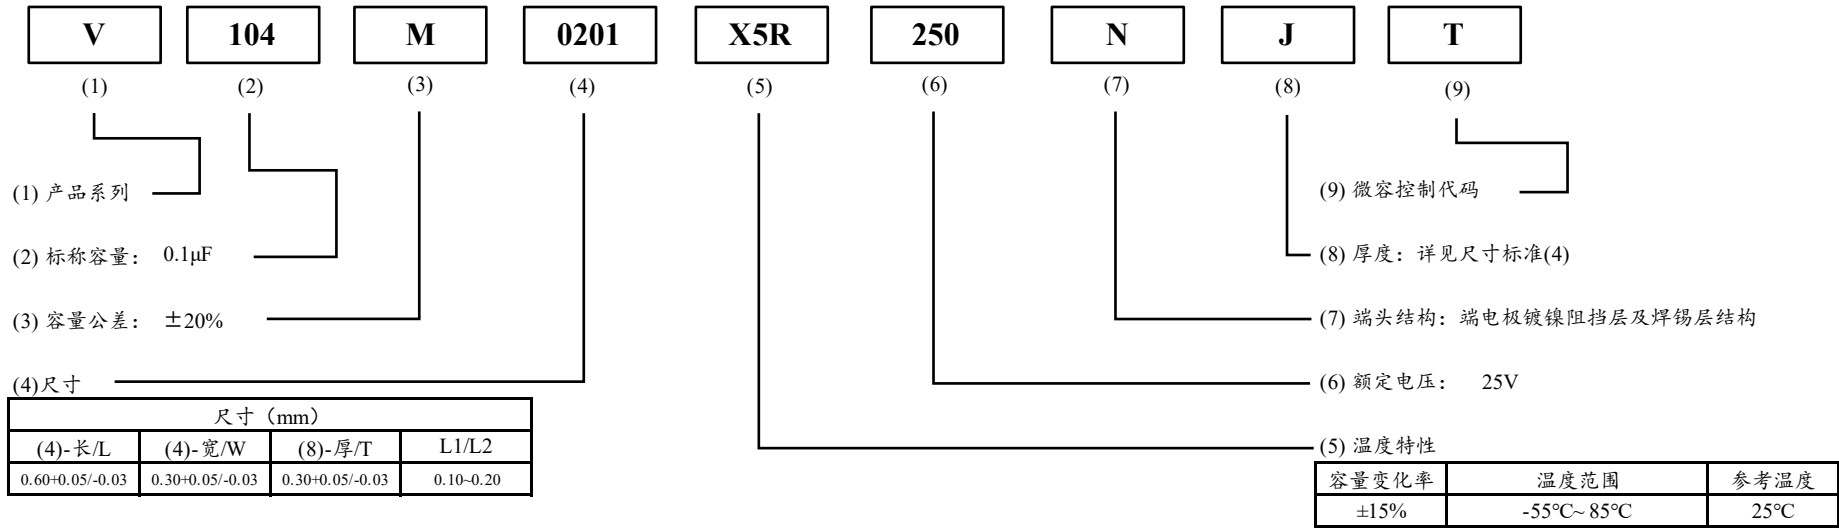 V 104 M 0201 X5R 250 N J T
(1) (2) (3) (4) (5) (6) (7) (8) (9)
(1) 产品系列
(9) 微容控制代码
(2) 标称容量： 0.1μF
(8) 厚度：详见尺寸标准(4)
(3) 容量公差： ±20%
(7) 端头结构：端电极镀镍阻挡层及焊锡层结构
(4)尺寸
(6) 额定电压： 25V
尺寸（mm）
(4)-长/L (4)-宽/W (8)-厚/T L1/L2
0.60+0.05/-0.03 0.30+0.05/-0.03 0.30+0.05/-0.03 0.10~0.20
(5) 温度特性
容量变化率 温度范围 参考温度
±15% -55℃~ 85℃ 25℃